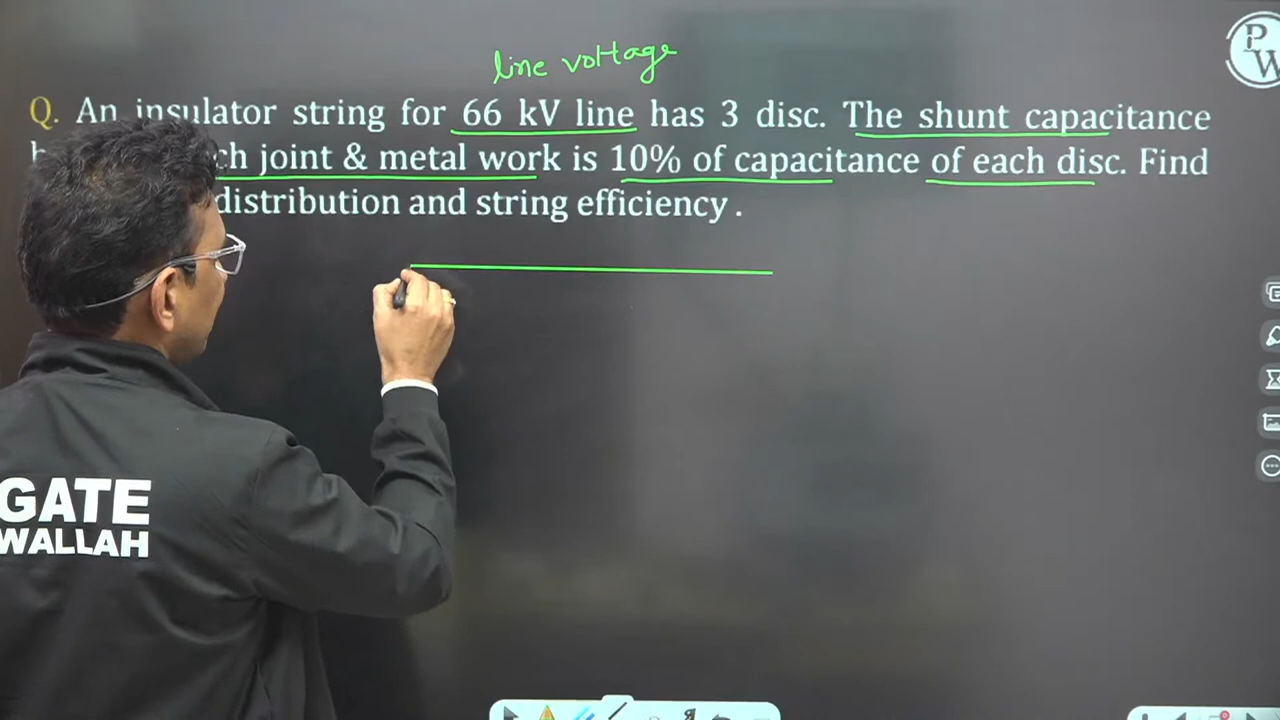 line voltage
Q. An insulator string for 66 kV line has 3 disc. The shunt capacitance
ch joint & metal work is 10% of capacitance of each disc. Find
distribution and string efficiency .
P
W
GATE
WALLAH